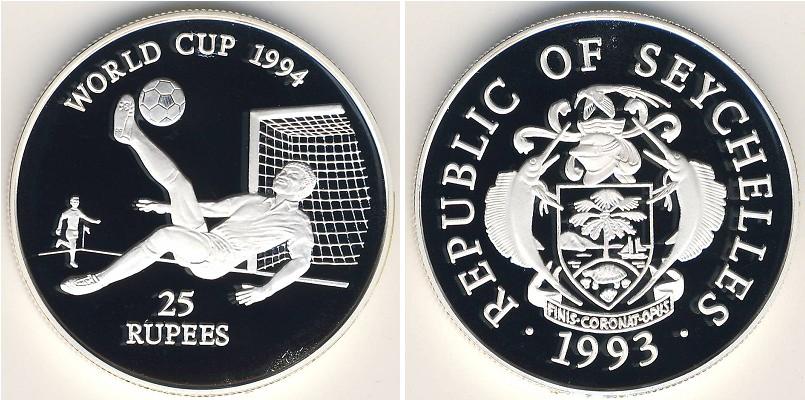 WORLD CUP 1994
25
RUPEES
REPUBLIC OF SEYCHELLES
FINIS·CORONAT·OPUS
· 1993 ·